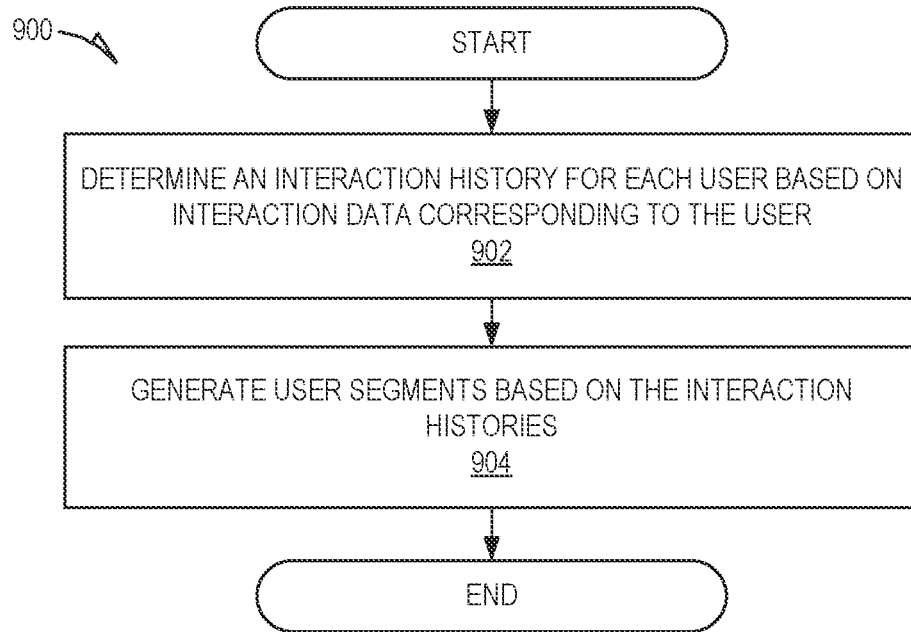 900
START
DETERMINE AN INTERACTION HISTORY FOR EACH USER BASED ON
INTERACTION DATA CORRESPONDING TO THE USER
902
GENERATE USER SEGMENTS BASED ON THE INTERACTION
HISTORIES
904
END